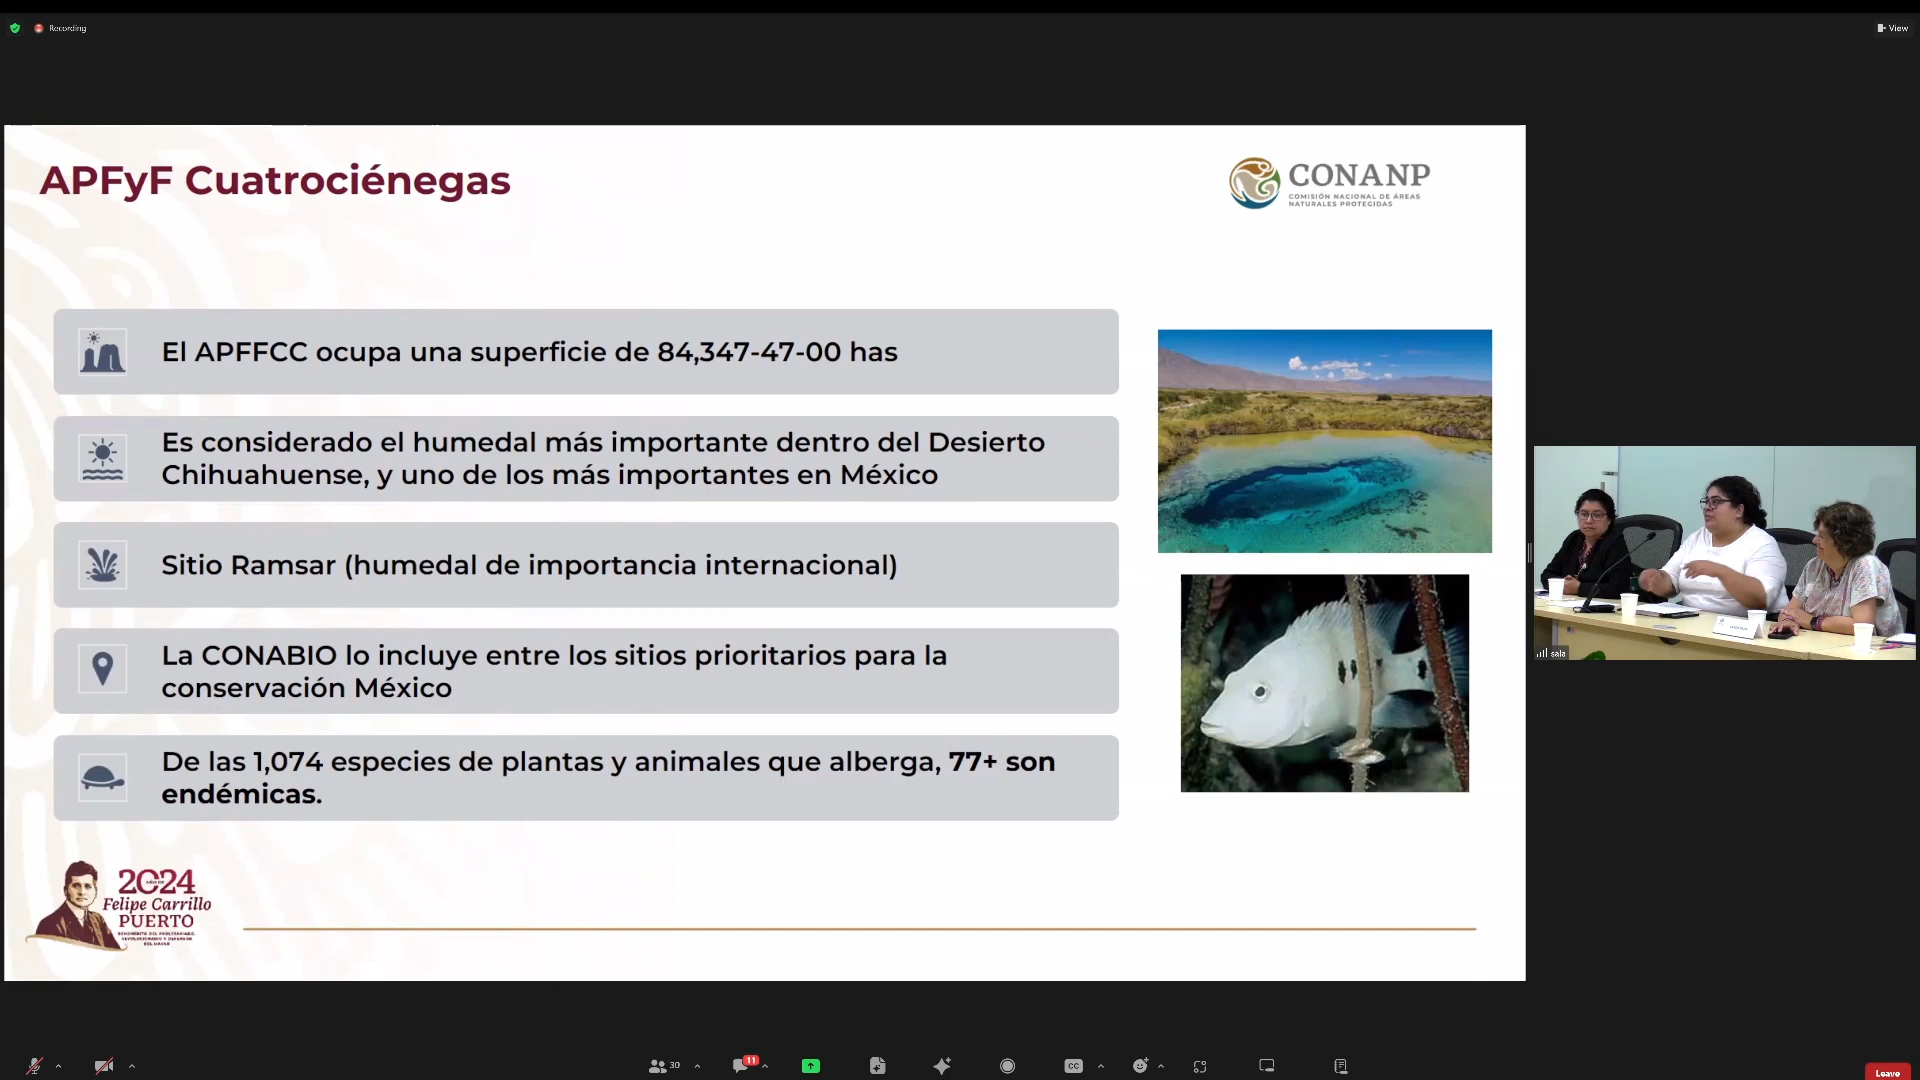 Recording
View
APFyF Cuatrociénegas
CONANP
COMISIÓN NACIONAL DE ÁREAS
NATURALES PROTEGIDAS
El APFFCC ocupa una superficie de 84,347-47-00 has
Es considerado el humedal más importante dentro del Desierto
Chihuahuense, y uno de los más importantes en México
Sitio Ramsar (humedal de importancia internacional)
La CONABIO lo incluye entre los sitios prioritarios para la
conservación México
De las 1,074 especies de plantas y animales que alberga, 77+ son
endémicas.
sala
2024
Felipe Carrillo
PUERTO
30
11
CC
Leave